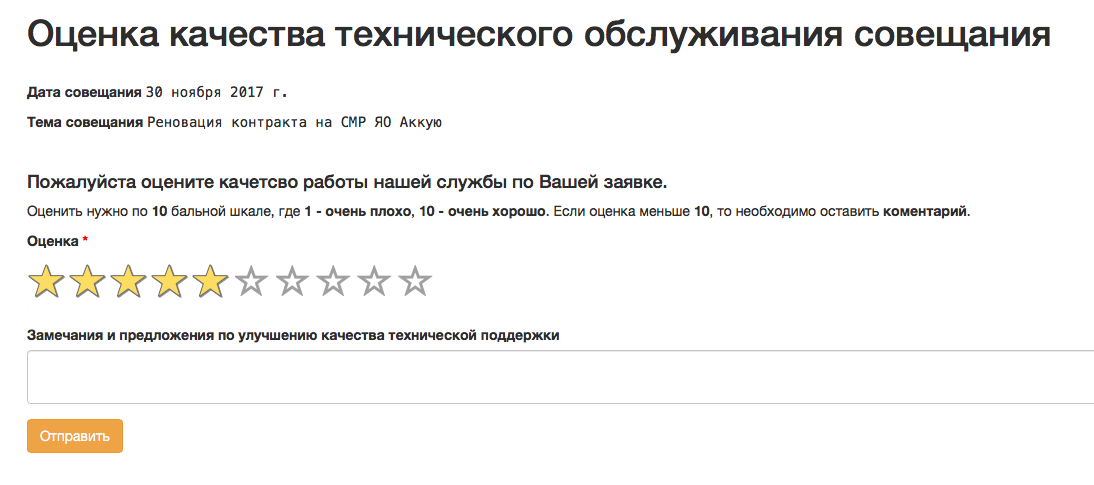 Оценка качества технического обслуживания совещания
Дата совещания 30 ноября 2017 г.
Тема совещания Реновация контракта на СМР ЯО Аккую
Пожалуйста оцените качетсво работы нашей службы по Вашей заявке.
Оценить нужно по 10 бальной шкале, где 1 - очень плохо, 10 - очень хорошо. Если оценка меньше 10, то необходимо оставить коментарий.
Оценка *
Замечания и предложения по улучшению качества технической поддержки
Отправить